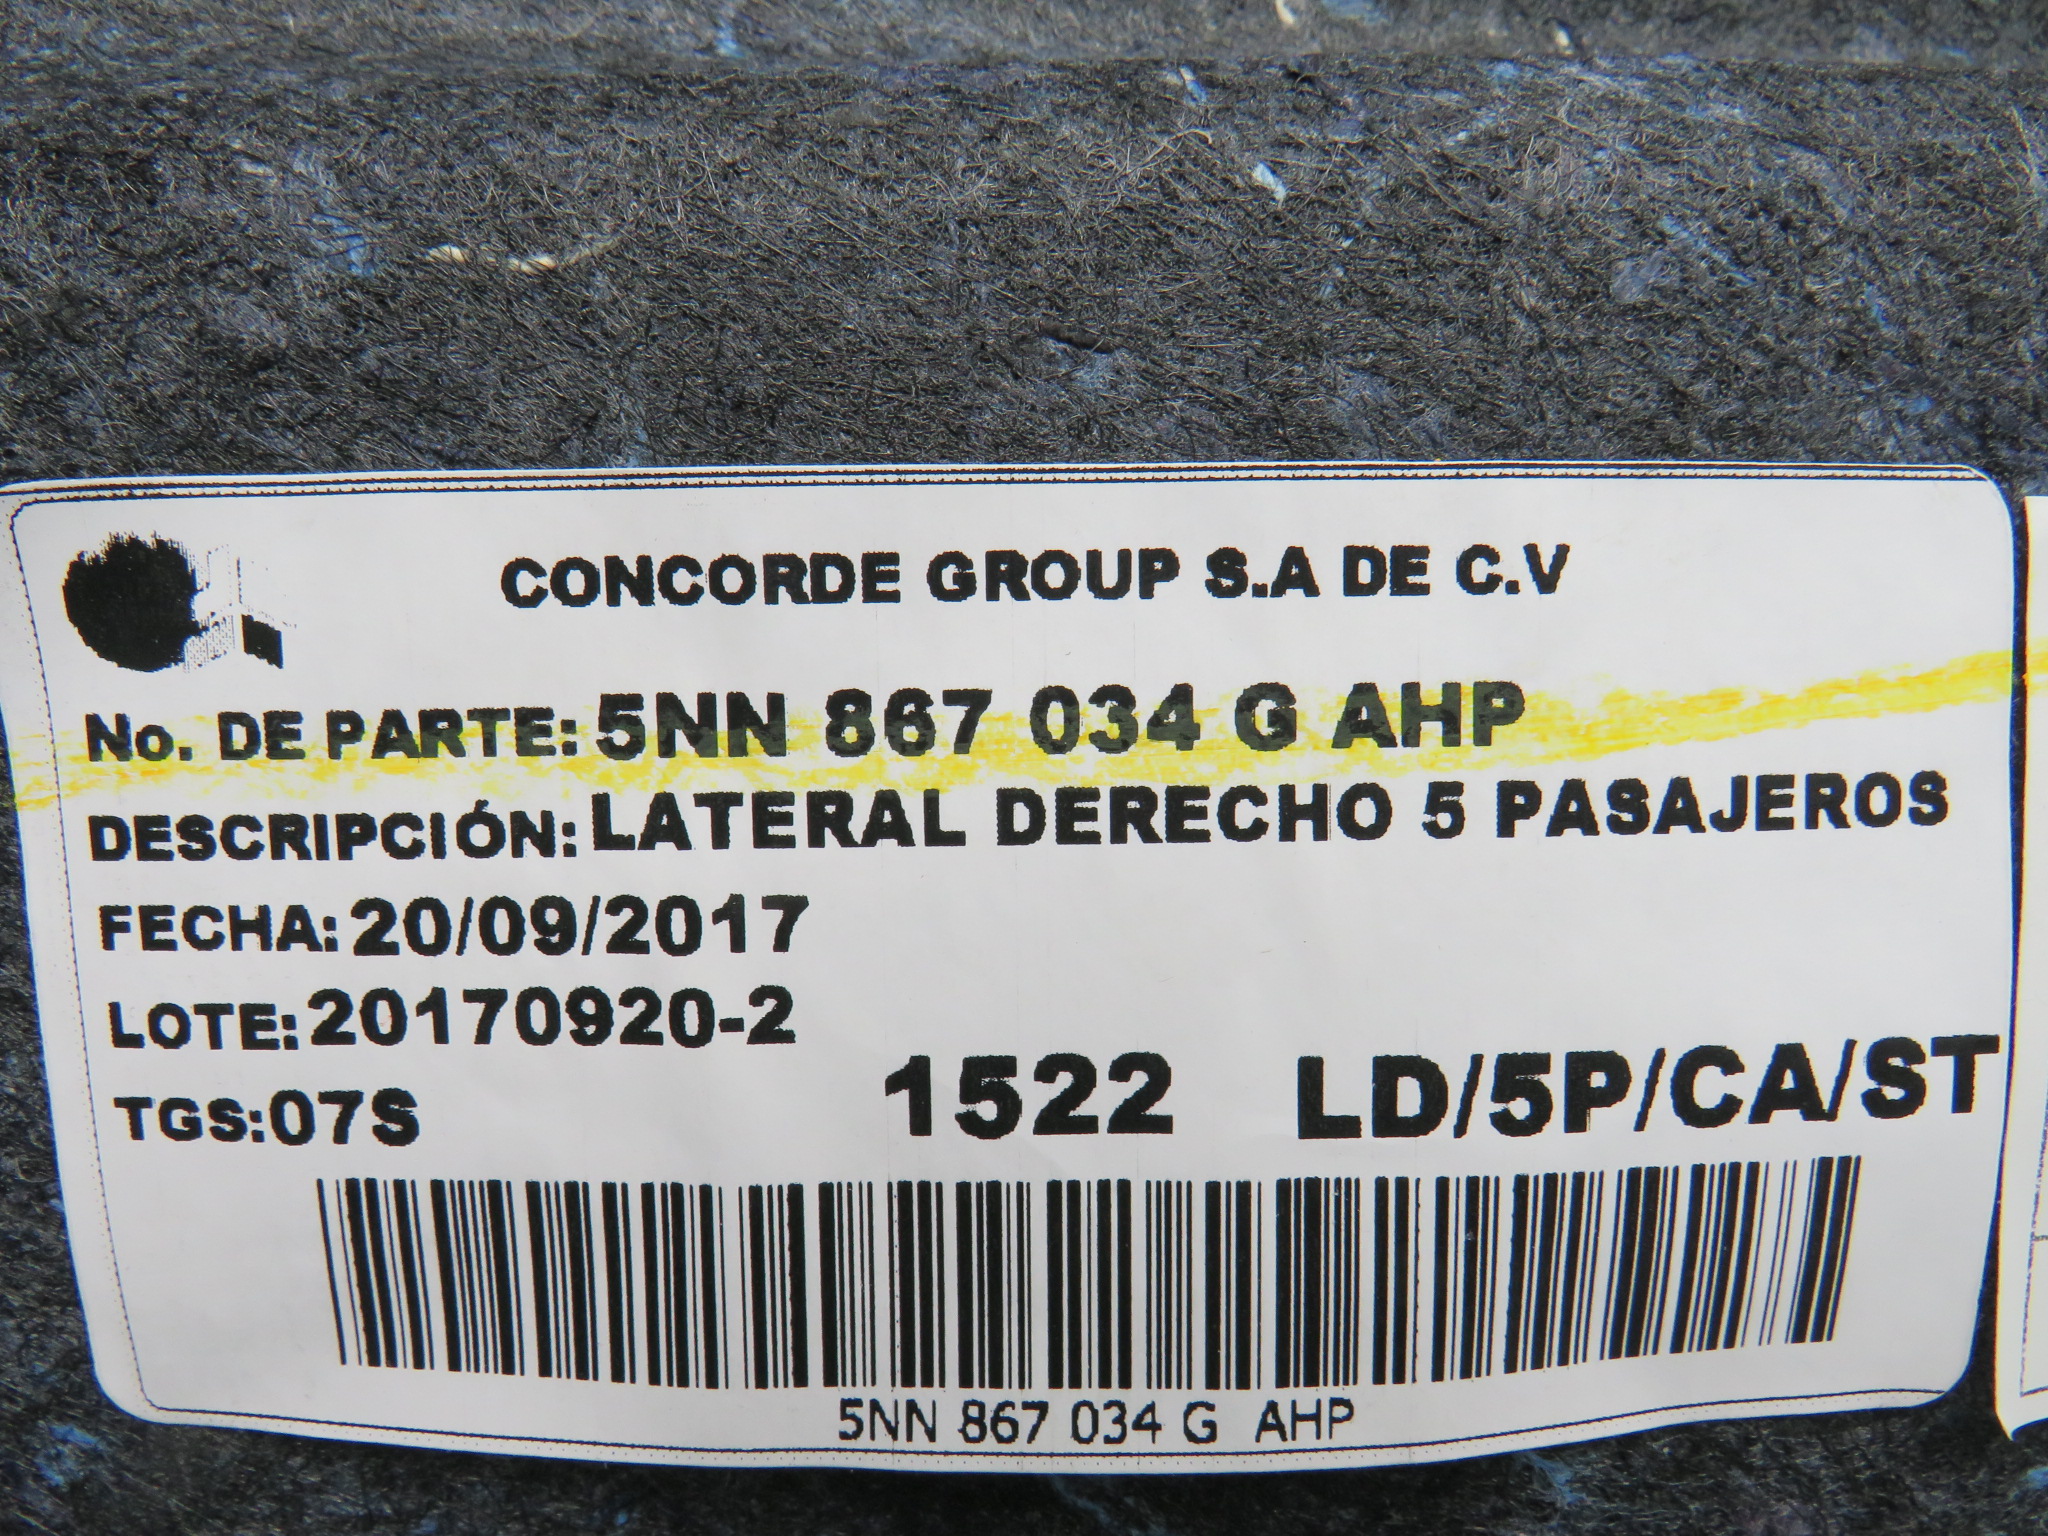 CONCORDE GROUP S.A DE C.V
No. DE PARTE: 5NN 867 034 G AHP
DESCRIPCIÓN: LATERAL DERECHO 5 PASAJEROS
FECHA: 20/09/2017
LOTE: 20170920-2
TGS: 07S
1522 LD/5P/CA/ST
5NN 867 034 G AHP